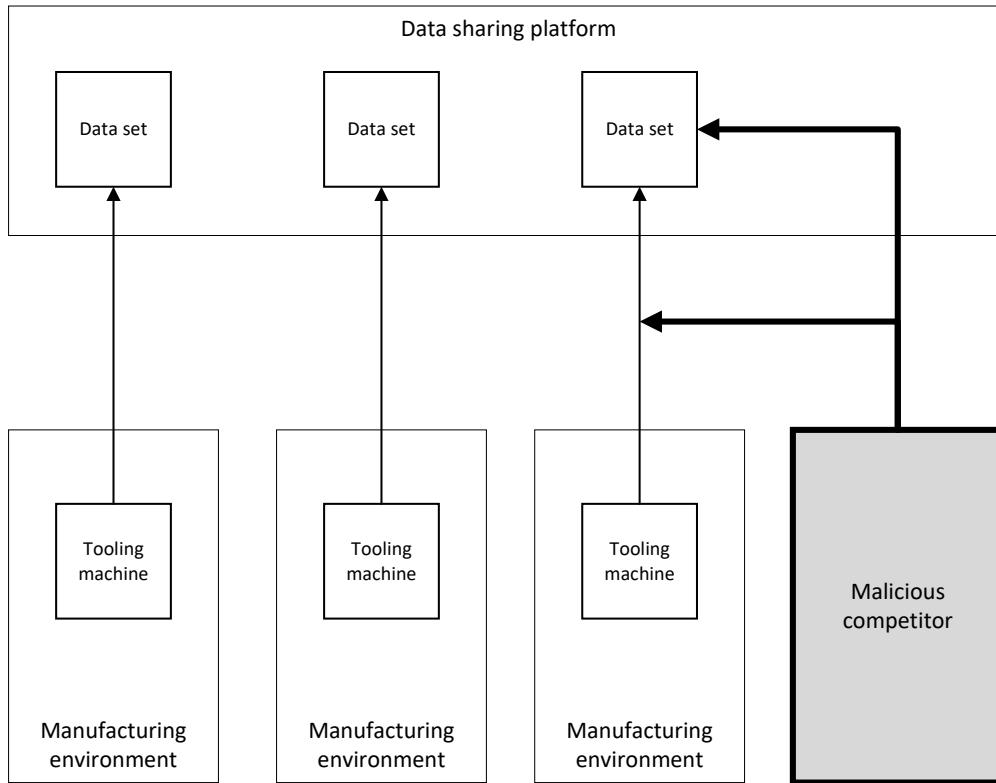 Data sharing platform
Data set
Data set
Data set
Tooling
machine
Tooling
machine
Tooling
machine
Malicious
competitor
Manufacturing
environment
Manufacturing
environment
Manufacturing
environment